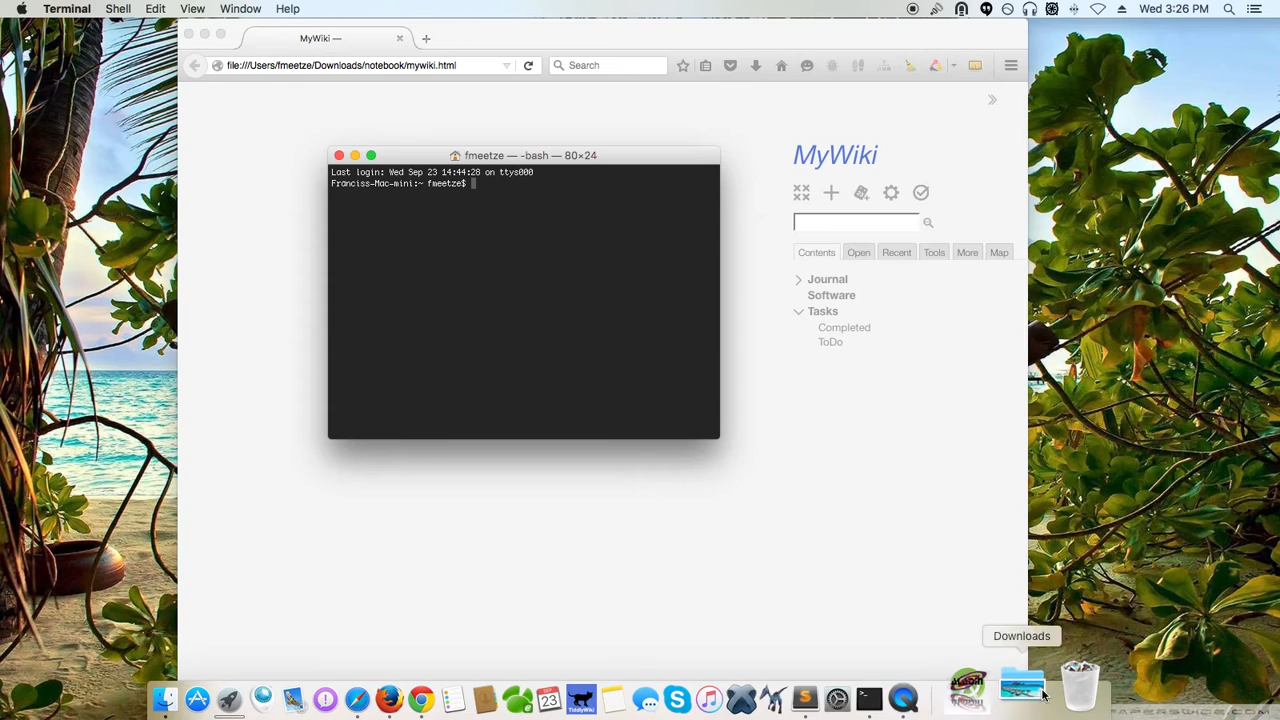 Terminal Shell Edit View Window Help
Wed 3:26 PM
MyWiki —
file:///Users/fmeetze/Downloads/notebook/mywiki.html
Search
fmeetze — -bash — 80×24
Last login: Wed Sep 23 14:44:28 on ttys000
Franciss-Mac-mini:~ fmeetze$
MyWiki
Contents Open Recent Tools More Map
Journal
Software
Tasks
Completed
ToDo
Downloads
23
TiddlyWiki